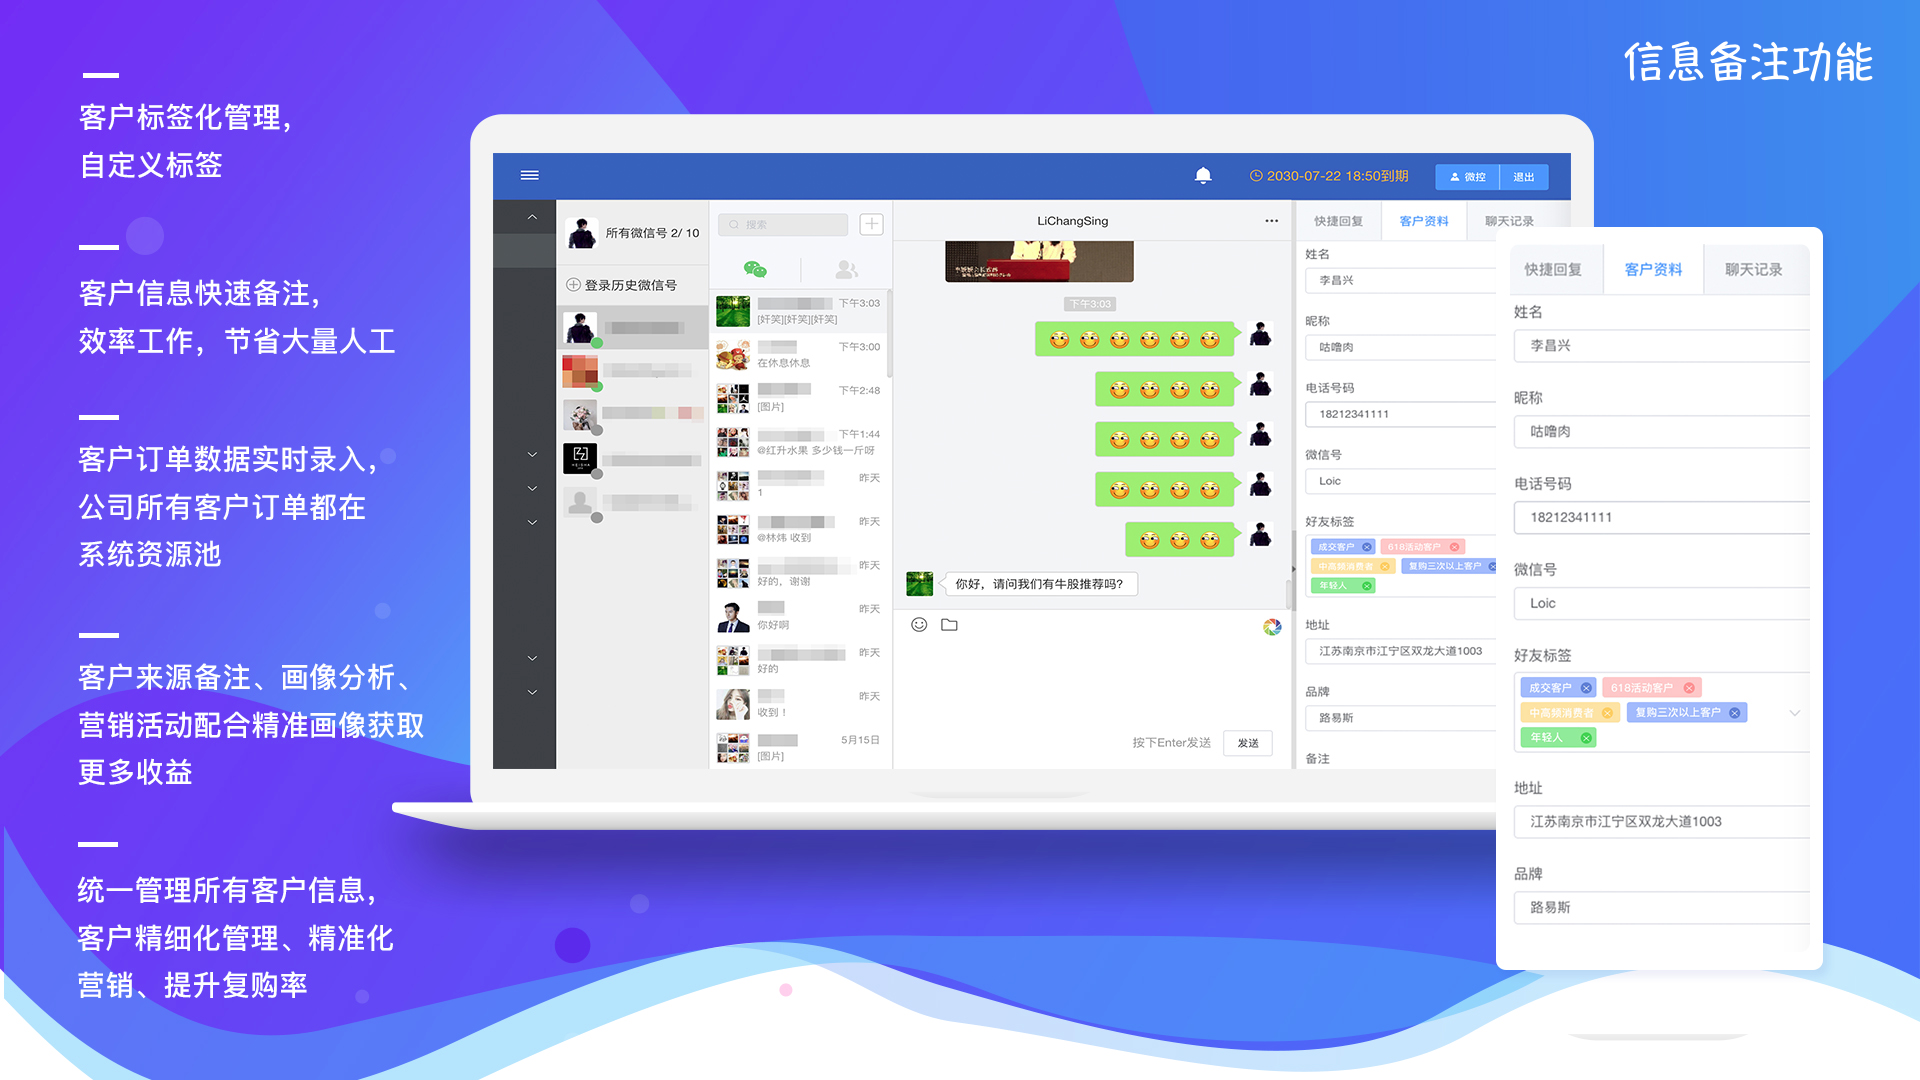 信息备注功能
客户标签化管理，
自定义标签
客户信息快速备注，
效率工作，节省大量人工
客户订单数据实时录入，
公司所有客户订单都在
系统资源池
客户来源备注、画像分析、
营销活动配合精准画像获取
更多收益
统一管理所有客户信息，
客户精细化管理、精准化
营销、提升复购率
2030-07-22 18:50到期
微控
退出
所有微信号 2/ 10
登录历史微信号
搜索
下午3:03
[奸笑][奸笑][奸笑]
下午3:00
在休息休息
下午2:48
[图片]
下午1:44
@红升水果 多少钱一斤呀
昨天
1
昨天
@林炜 收到
昨天
好的，谢谢
昨天
你好啊
昨天
好的
昨天
收到！
5月15日
[图片]
LiChangSing
下午3:03
你好，请问我们有牛股推荐吗?
按下Enter发送
发送
快捷回复
客户资料
聊天记录
姓名
李昌兴
昵称
咕噜肉
电话号码
18212341111
微信号
Loic
好友标签
成交客户
618活动客户
中高频消费者
复购三次以上客户
年轻人
地址
江苏南京市江宁区双龙大道1003
品牌
路易斯
备注
快捷回复
客户资料
聊天记录
姓名
李昌兴
昵称
咕噜肉
电话号码
18212341111
微信号
Loic
好友标签
成交客户
618活动客户
中高频消费者
复购三次以上客户
年轻人
地址
江苏南京市江宁区双龙大道1003
品牌
路易斯